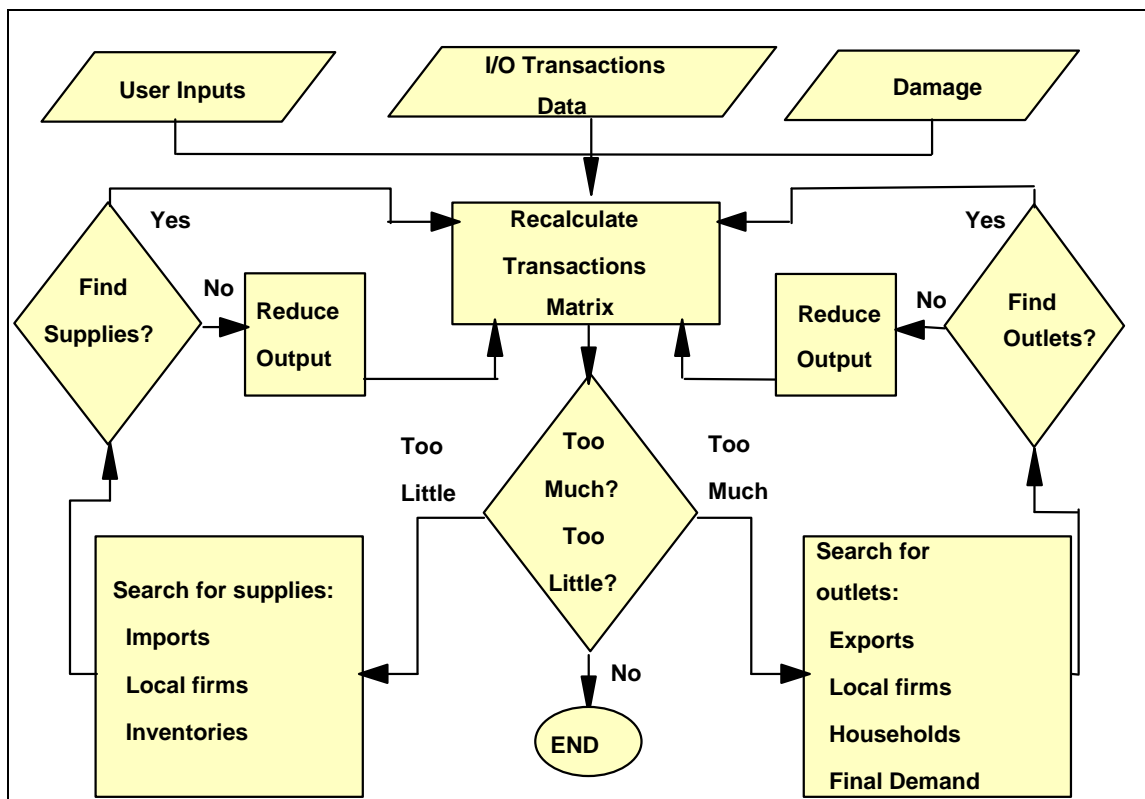 User Inputs
I/O Transactions
Data
Damage
Yes
Recalculate
Transactions
Matrix
Yes
Find
Supplies?
No
Reduce
Output
Reduce
Output
No
Find
Outlets?
Too
Little
Too
Much?
Too
Little?
Too
Much
Search for supplies:
Imports
Local firms
Inventories
No
END
Search for
outlets:
Exports
Local firms
Households
Final Demand